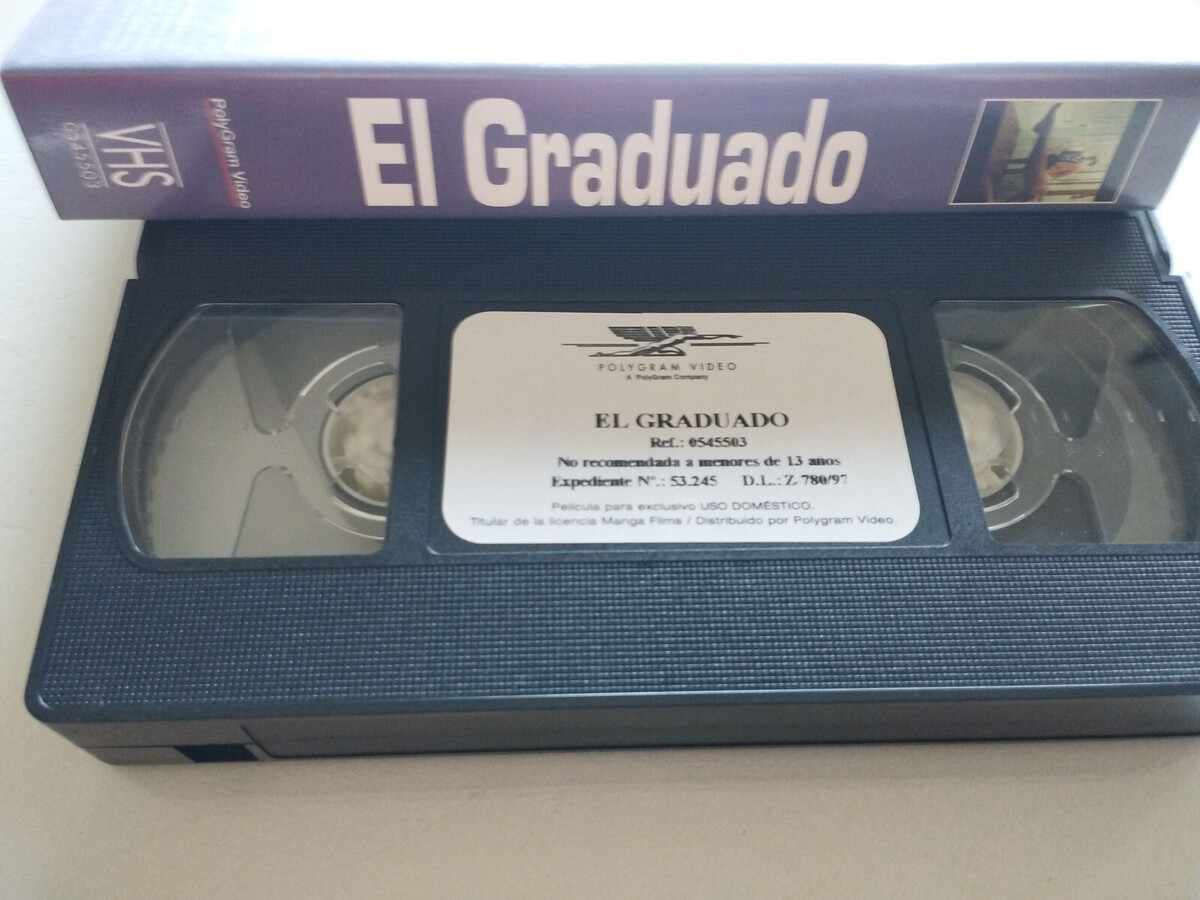 PolyGram Video
VHS
0545503
El Graduado
POLYGRAM VIDEO
A PolyGram Company
EL GRADUADO
Ref.: 0545503
No recomendada a menores de 13 años
Expediente Nº.: 53.245 D.L.: Z 780/97
Película para exclusivo USO DOMÉSTICO.
Titular de la licencia Manga Films / Distribuido por Polygram Video.